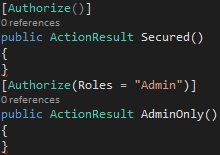 [Authorize()]
0 references
public ActionResult Secured()
{
}
[Authorize(Roles = "Admin")]
0 references
public ActionResult AdminOnly()
{
}